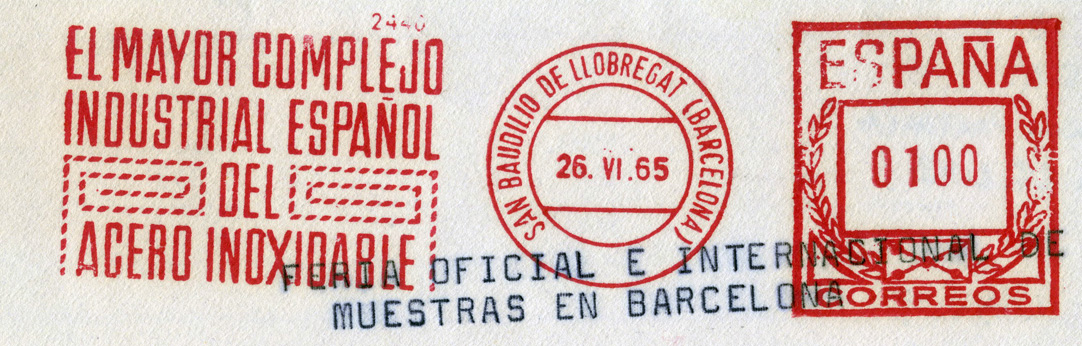 2440
EL MAYOR COMPLEJO
INDUSTRIAL ESPAÑOL
DEL
ACERO INOXIDABLE
SAN BAUDILIO DE LLOBREGAT (BARCELONA)
26. VI .65
ESPAÑA
0100
CORREOS
FERIA OFICIAL E INTERNACIONAL DE
MUESTRAS EN BARCELONA